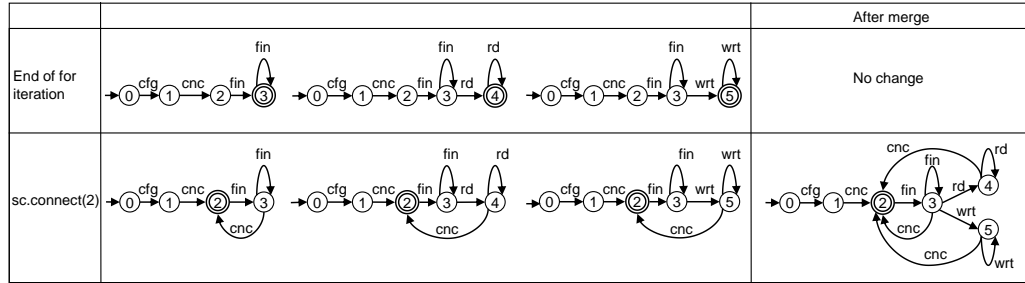 After merge
End of for
iteration
fin
0 cfg 1 cnc 2 fin 3
fin rd
0 cfg 1 cnc 2 fin 3 rd 4
fin wrt
0 cfg 1 cnc 2 fin 3 wrt 5
No change
sc.connect(2)
fin
0 cfg 1 cnc 2 fin 3
cnc
fin rd
0 cfg 1 cnc 2 fin 3 rd 4
cnc
fin wrt
0 cfg 1 cnc 2 fin 3 wrt 5
cnc
cnc rd
fin
0 cfg 1 cnc 2 fin 3 rd 4
wrt
cnc 5
cnc wrt